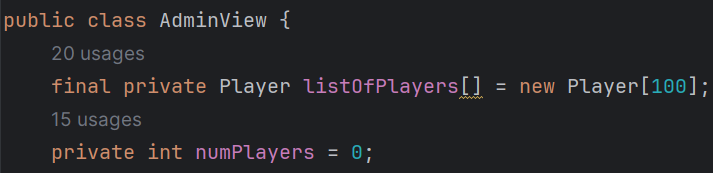 public class AdminView {
20 usages
final private Player listOfPlayers[] = new Player[100];
15 usages
private int numPlayers = 0;